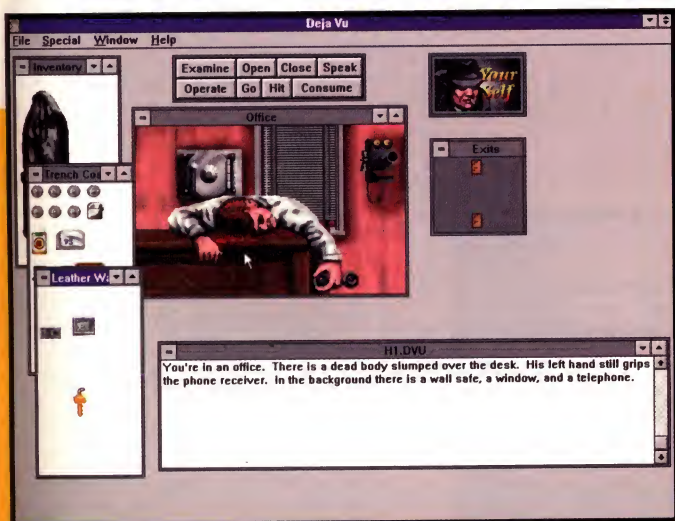 Deja Vu
File Special Window Help
Inventory
Examine Open Close Speak
Operate Go Hit Consume
Your
Self
Office
Exits
Trench Coa
Leather Wa
H1.DVU
You're in an office. There is a dead body slumped over the desk. His left hand still grips
the phone receiver. In the background there is a wall safe, a window, and a telephone.